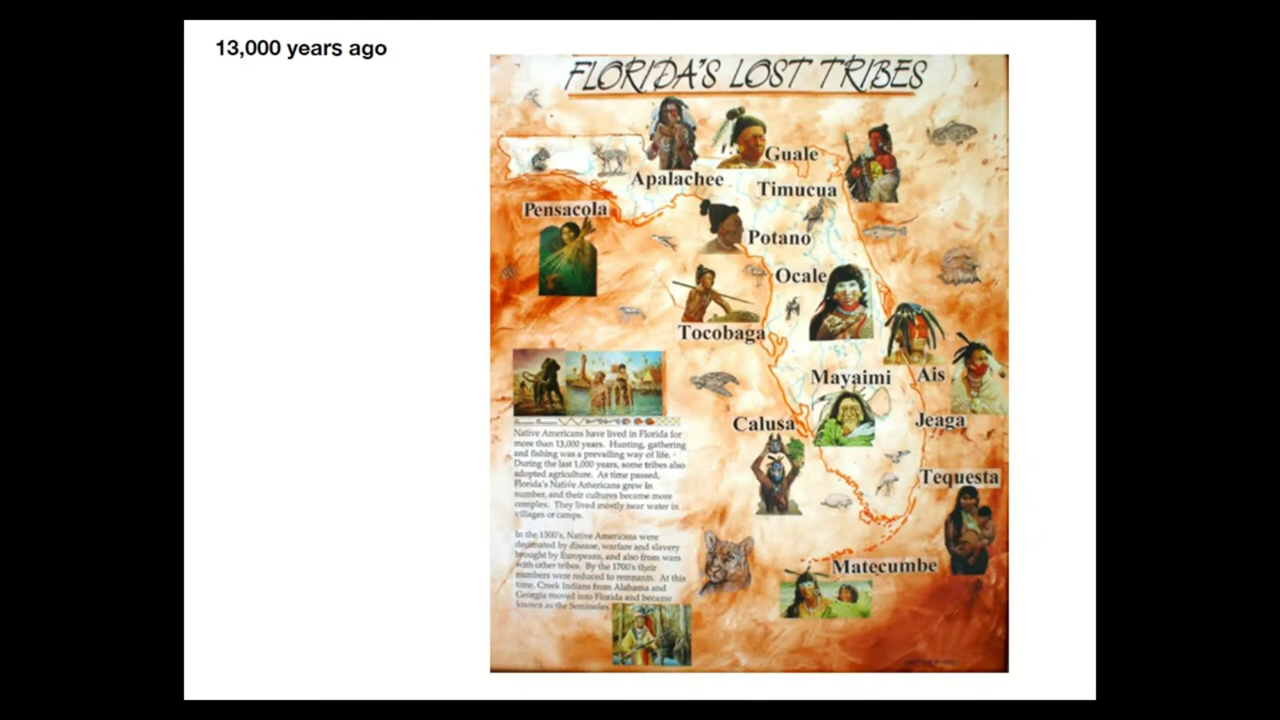 13,000 years ago
FLORIDA'S LOST TRIBES
Guale
Apalachee
Timucua
Pensacola
Potano
Ocale
Tocobaga
Mayaimi
Ais
Calusa
Jeaga
Tequesta
Matecumbe
Native Americans have lived in Florida for
more than 13,000 years. Hunting, gathering
and fishing was a prevailing way of life.
During the last 1,000 years, some tribes also
adopted agriculture. As time passed,
Florida's Native Americans grew in
number, and their cultures became more
complex. They lived mostly near water in
villages or camps.
In the 1500's, Native Americans were
decimated by disease, warfare and slavery
brought by Europeans, and also from wars
with other tribes. By the 1700's their
numbers were reduced to remnants. At this
time, Creek Indians from Alabama and
Georgia moved into Florida and became
known as the Seminoles.